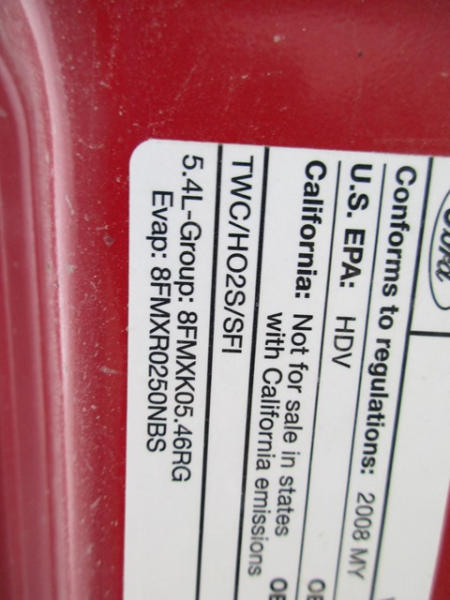 Ford
Conforms to regulations: 2008 MY
U.S. EPA: HDV
California: Not for sale in states
with California emissions
TWC/HO2S/SFI
5.4L-Group: 8FMXK05.46RG
Evap: 8FMXR0250NBS